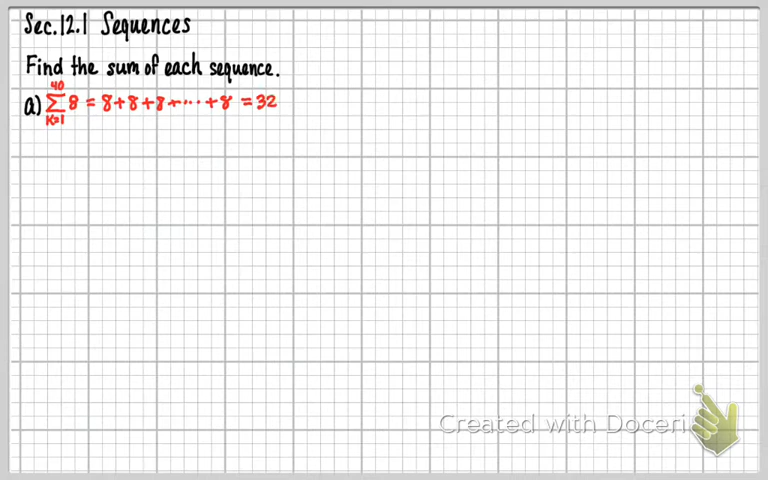 Sec.12.1 Sequences
Find the sum of each sequence.
a) 40 Σ K=1 8 = 8+8+8+···+8 = 32
Created with Doceri